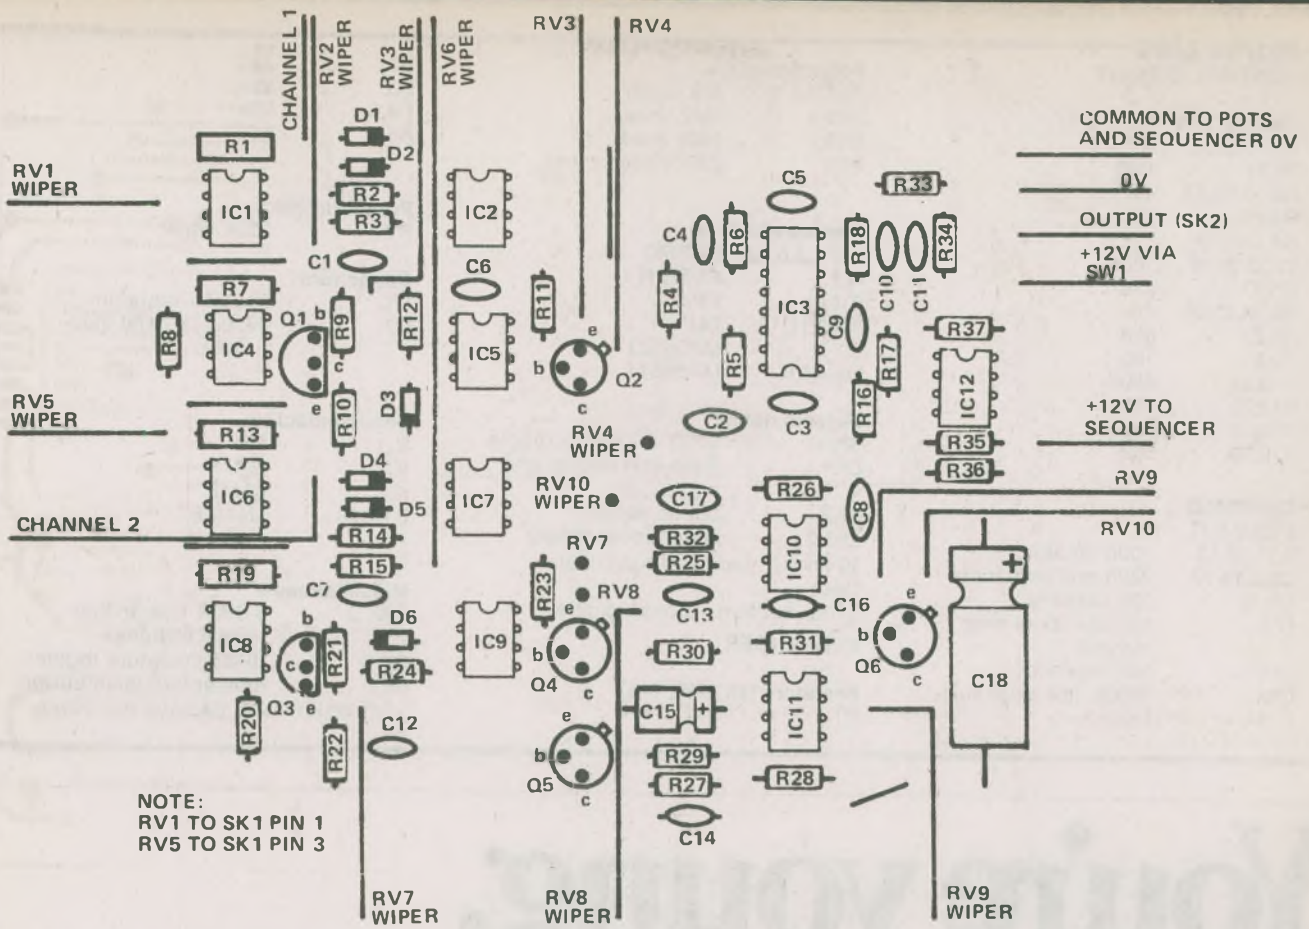 CHANNEL 1
RV2
WIPER
RV3
WIPER
RV6
WIPER
RV3
RV4
D1
COMMON TO POTS
AND SEQUENCER 0V
R1
D2
RV1
WIPER
0V
C5
R33
R2
IC1
IC2
R3
OUTPUT (SK2)
C4
R6
R18
R34
+12V VIA
SW1
C1
C6
R7
R11
R4
IC3
C10
C11
Q1
b
R9
R12
C9
R37
R8
IC4
c
IC5
e
b
Q2
c
R5
R17
IC12
e
R10
D3
R16
RV5
WIPER
C2
C3
+12V TO
SEQUENCER
R13
RV4
WIPER
R35
D4
R36
IC6
IC7
RV10
WIPER
C17
R26
C8
RV9
D5
CHANNEL 2
RV10
R14
R32
IC10
R15
RV7
R25
R19
C7
R23
RV8
C13
C16
+
b
D6
e
e
IC8
c
R21
IC9
b
R30
R31
b
Q6
R24
Q4
c
c
C18
Q3
e
C15
+
IC11
R20
e
R22
C12
b
R29
Q5
c
R27
R28
NOTE:
RV1 TO SK1 PIN 1
RV5 TO SK1 PIN 3
C14
RV7
WIPER
RV8
WIPER
RV9
WIPER